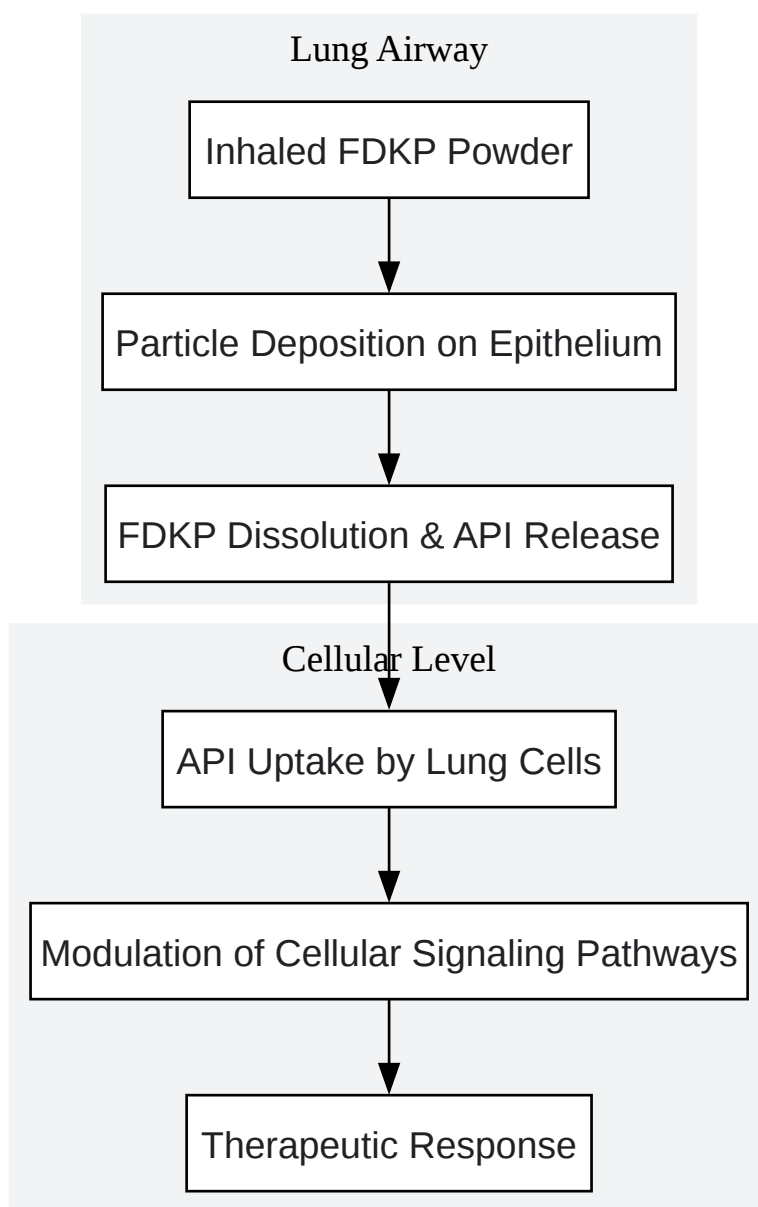 Lung Airway
Inhaled FDKP Powder
Particle Deposition on Epithelium
FDKP Dissolution & API Release
Cellular Level
API Uptake by Lung Cells
Modulation of Cellular Signaling Pathways
Therapeutic Response